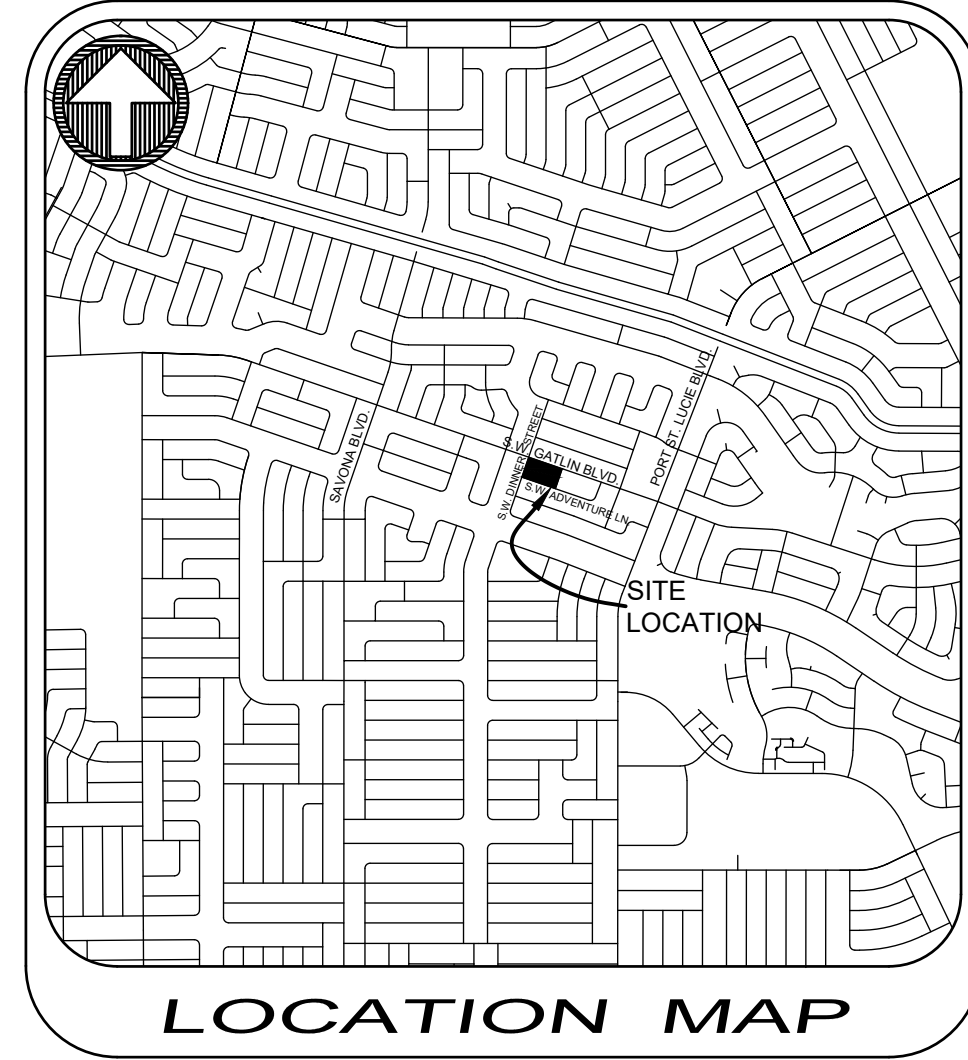 PORT ST. LUCIE BLVD.
SAVONA BLVD.
S.W. DINNER STREET
S.W. GATLIN BLVD.
S.W. ADVENTURE LN.
SITE
LOCATION
LOCATION MAP